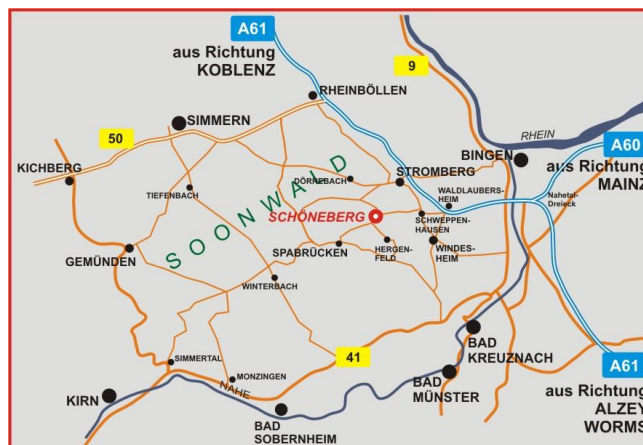 A61
aus Richtung
KOBLENZ
9
RHEINBÖLLEN
SIMMERN
50
RHEIN
A60
aus Richtung
MAINZ
BINGEN
KICHBERG
DÖRREBACH
STROMBERG
TIEFENBACH
WALDLAUBERS-
HEIM
Nahetal-
Dreieck
SOONWALD
SCHÖNEBERG
SCHWEPPEN-
HAUSEN
GEMÜNDEN
SPABRÜCKEN
HERGEN-
FELD
WINDES-
HEIM
WINTERBACH
BAD
KREUZNACH
41
SIMMERTAL
MONZINGEN
NAHE
A61
aus Richtung
ALZEY
WORMS
BAD
MÜNSTER
KIRN
BAD
SOBERNHEIM